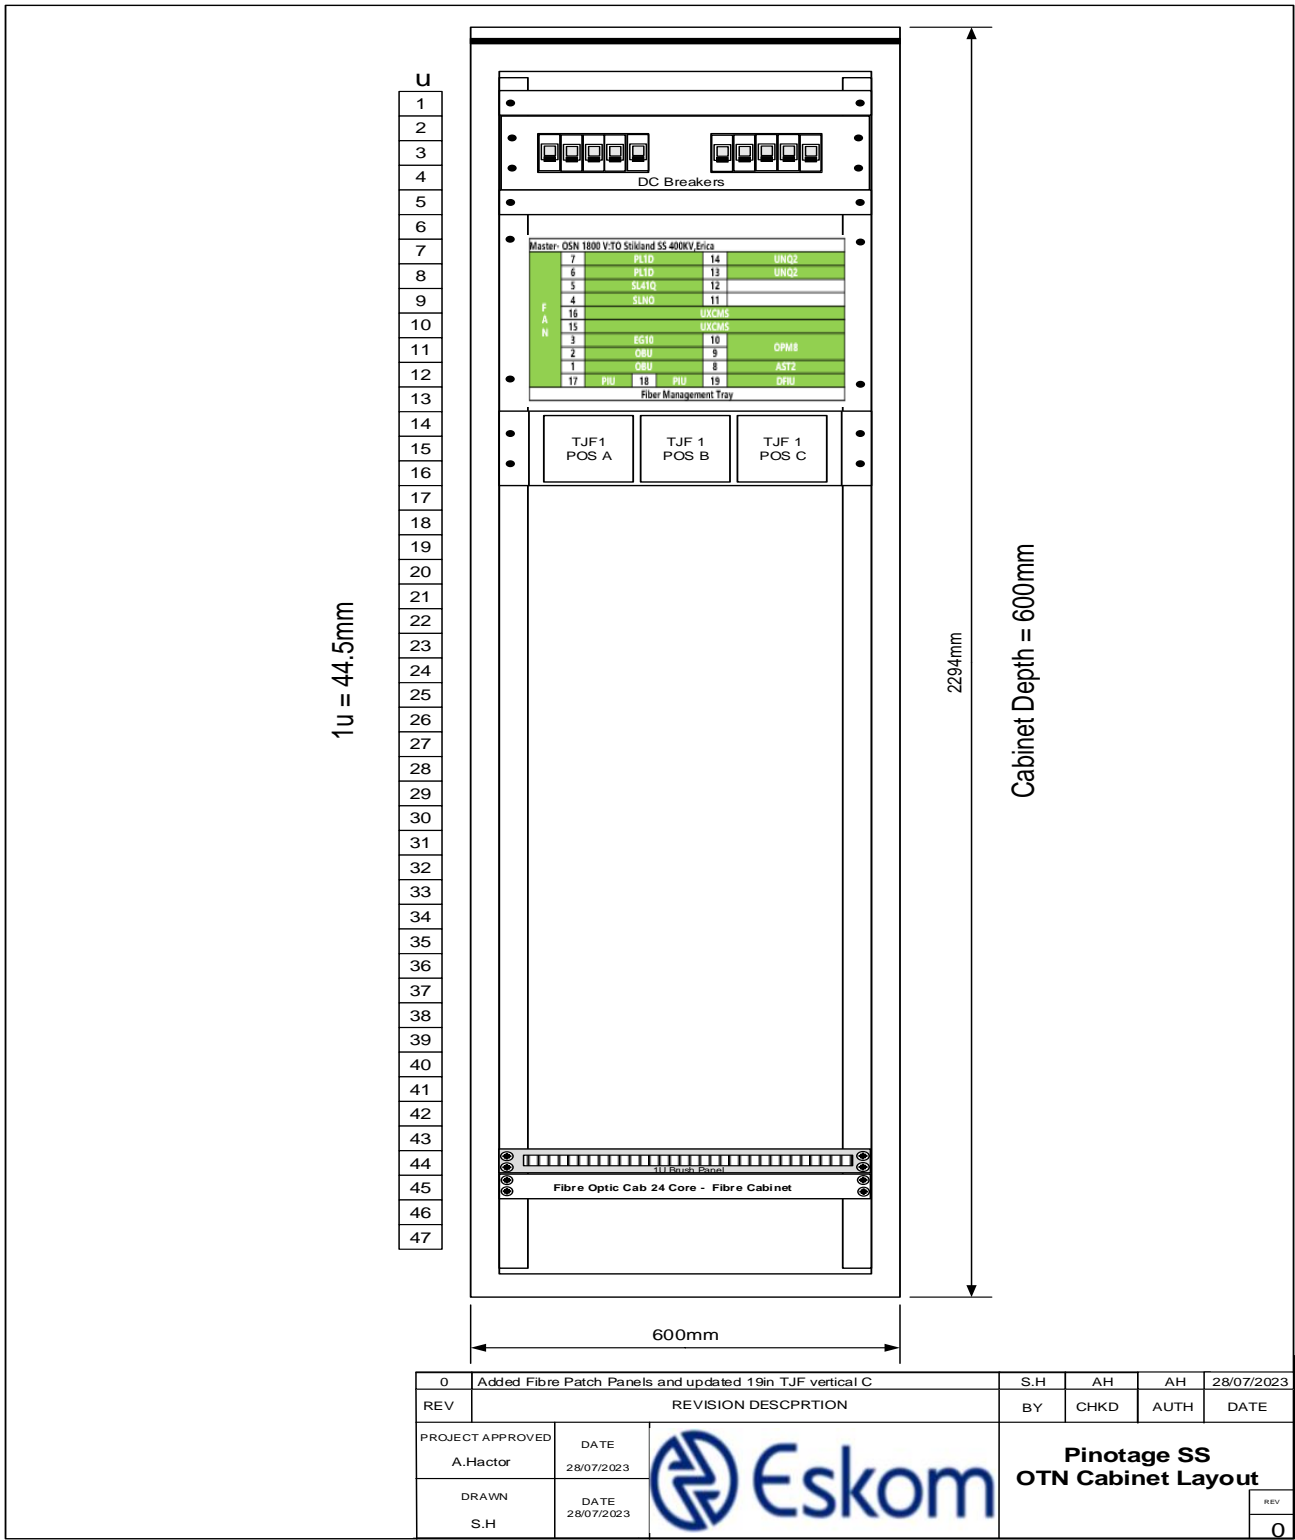 u
1
2
3
4
5
6
7
8
9
10
11
12
13
14
15
16
17
18
19
20
21
22
23
24
25
26
27
28
29
30
31
32
33
34
35
36
37
38
39
40
41
42
43
44
45
46
47
1u = 44.5mm
DC Breakers
Master- OSN 1800 V:TO Stikland SS 400KV,Erica
FAN
7 PL1D 14 UNQ2
6 PL1D 13 UNQ2
5 SL41Q 12
4 SLNO 11
16 UXCMS
15 UXCMS
3 EG10 10 OPM8
2 OBU 9
1 OBU 8 AST2
17 PIU 18 PIU 19 DFIU
Fiber Management Tray
TJF1
POS A
TJF 1
POS B
TJF 1
POS C
1U Brush Panel
Fibre Optic Cab 24 Core - Fibre Cabinet
2294mm
Cabinet Depth = 600mm
600mm
0 Added Fibre Patch Panels and updated 19in TJF vertical C S.H AH AH 28/07/2023
REV REVISION DESCPRTION BY CHKD AUTH DATE
PROJECT APPROVED
A.Hactor
DATE
28/07/2023
DRAWN
S.H
DATE
28/07/2023
Eskom
Pinotage SS
OTN Cabinet Layout
REV
0